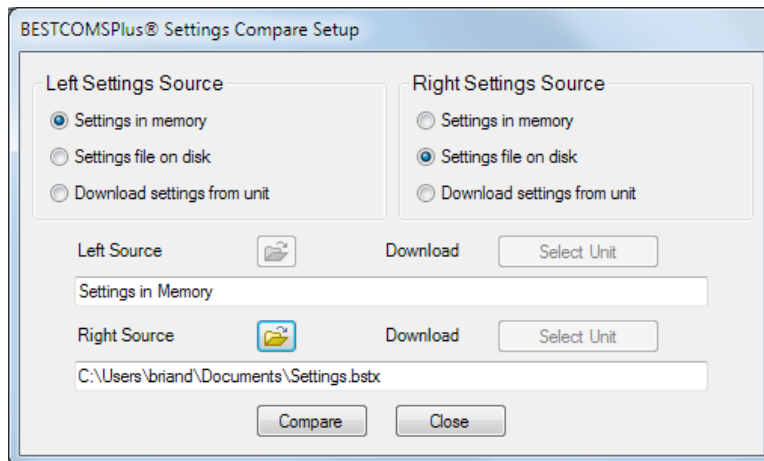 BESTCOMSPlus® Settings Compare Setup
Left Settings Source
Settings in memory
Settings file on disk
Download settings from unit
Right Settings Source
Settings in memory
Settings file on disk
Download settings from unit
Left Source Download Select Unit
Settings in Memory
Right Source Download Select Unit
C:\Users\briand\Documents\Settings.bstx
Compare Close